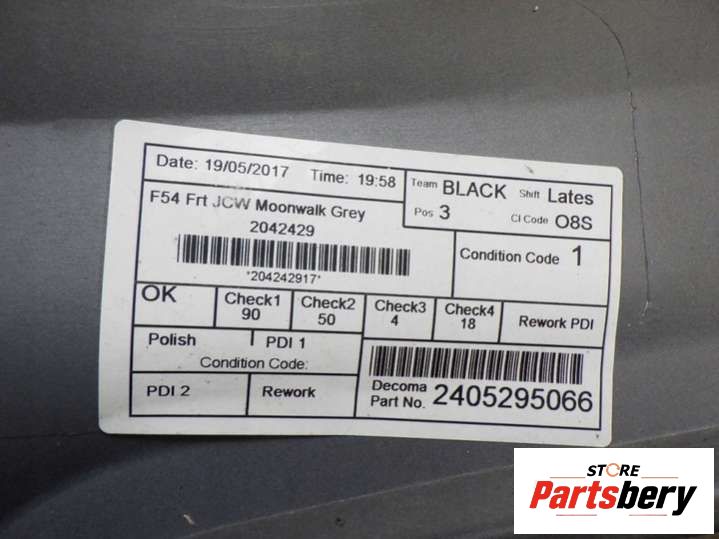 Date: 19/05/2017 Time: 19:58
Team BLACK Shift Lates
Pos 3 CI Code O8S
F54 Frt JCW Moonwalk Grey
2042429
*204242917*
Condition Code 1
OK
Check1 90
Check2 50
Check3 4
Check4 18
Rework PDI
Polish
PDI 1
Condition Code:
PDI 2
Rework
Decoma Part No. 2405295066
STORE
Partsbery